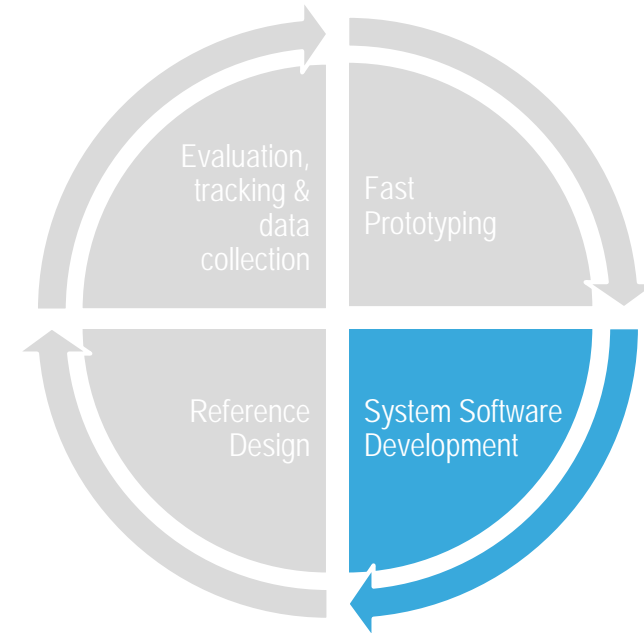 Evaluation,
tracking &
data
collection
Fast
Prototyping
Reference
Design
System Software
Development